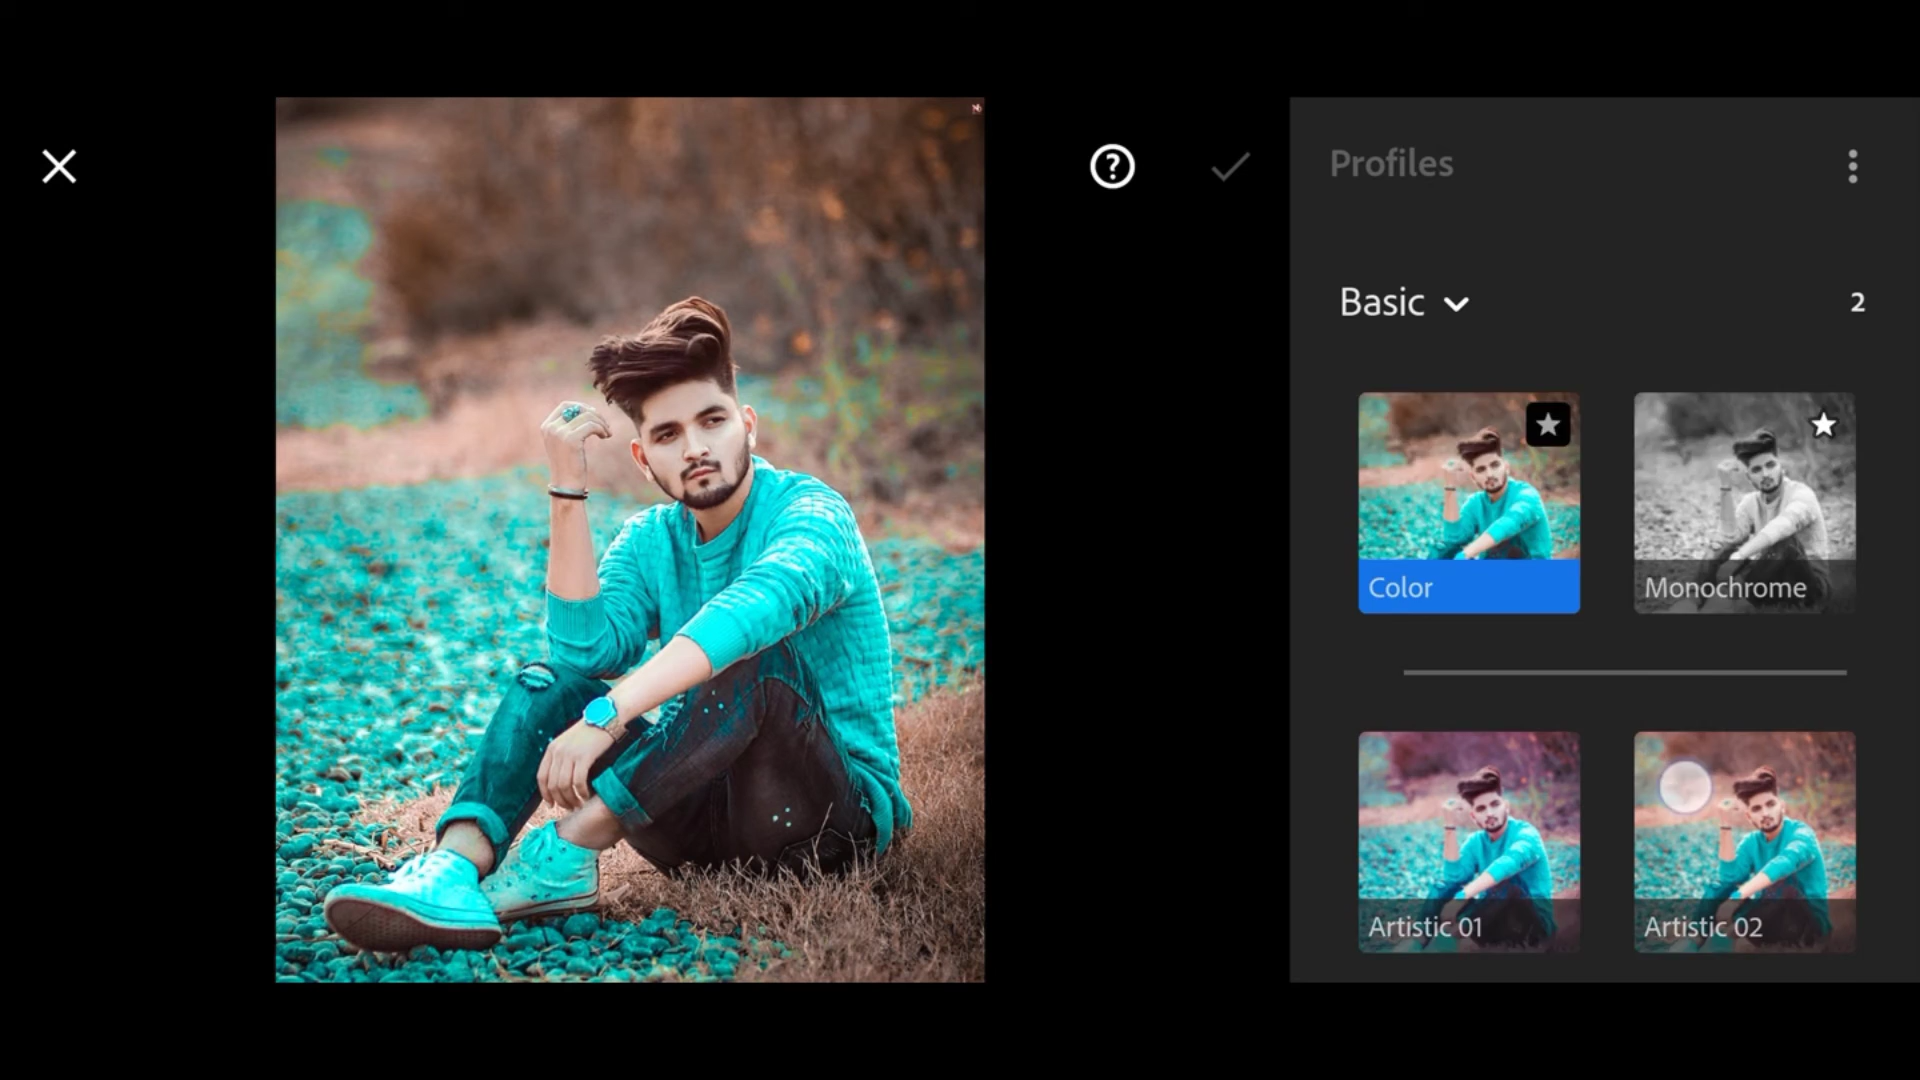 Profiles
Basic
2
Color
Monochrome
Artistic 01
Artistic 02